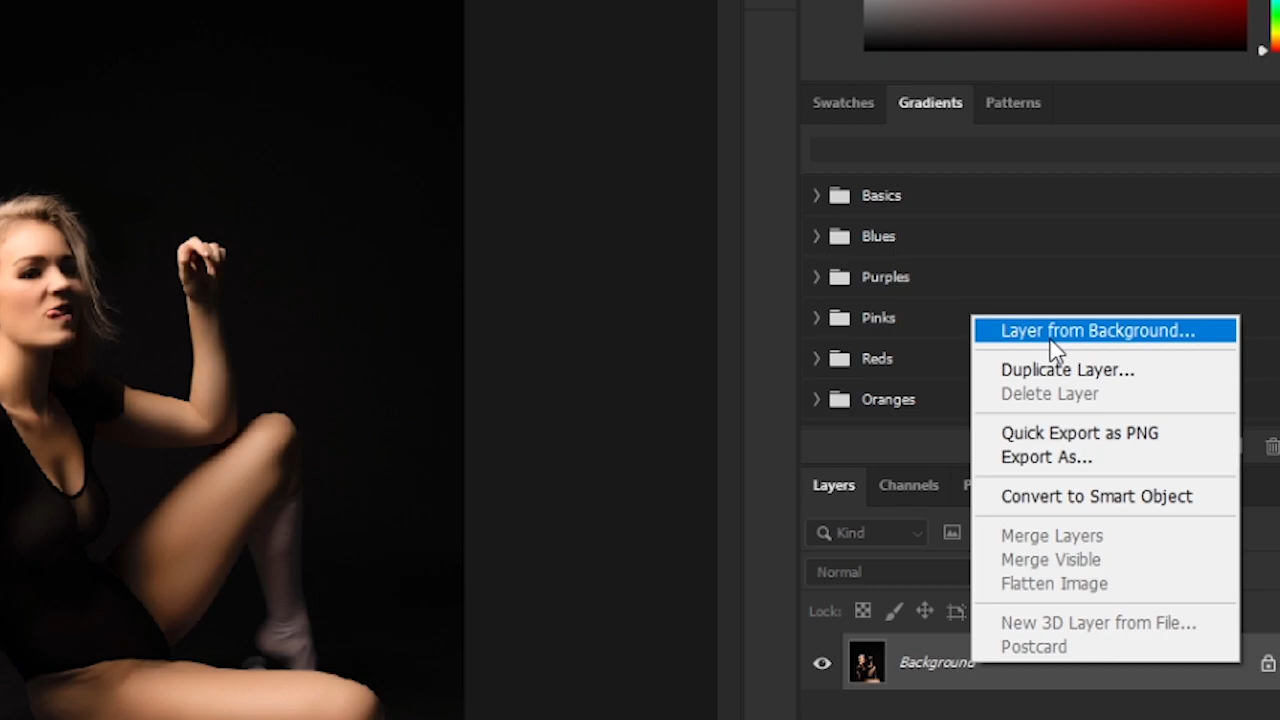 Swatches Gradients Patterns
Basics
Blues
Purples
Pinks
Reds
Oranges
Layer from Background...
Duplicate Layer...
Delete Layer
Quick Export as PNG
Export As...
Convert to Smart Object
Merge Layers
Merge Visible
Flatten Image
New 3D Layer from File...
Postcard
Layers Channels P
Kind
Normal
Lock:
Background